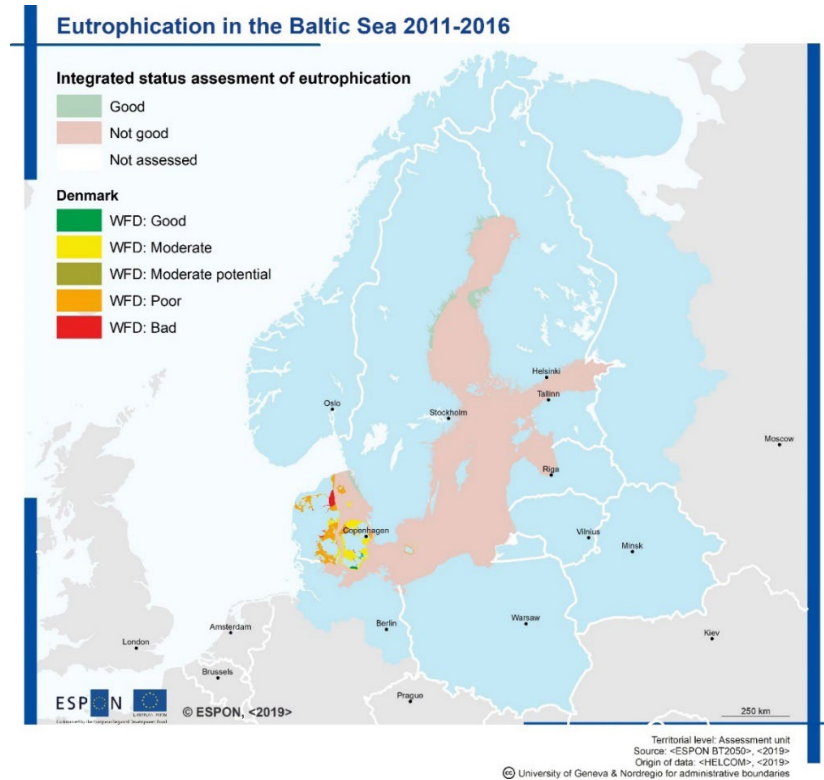 Eutrophication in the Baltic Sea 2011-2016
Integrated status assesment of eutrophication
Good
Not good
Not assessed
Denmark
WFD: Good
WFD: Moderate
WFD: Moderate potential
WFD: Poor
WFD: Bad
Helsinki
Tallinn
Oslo
Stockholm
Moscow
Riga
Copenhagen
Vilnius
Minsk
Amsterdam
Berlin
Warsaw
Kiev
London
Brussels
Prague
ESPON
© ESPON, <2019>
250 km
Territorial level: Assessment unit
Source: <ESPON BT2050>, <2019>
Origin of data: <HELCOM>, <2019>
University of Geneva & Nordregio for administrative boundaries